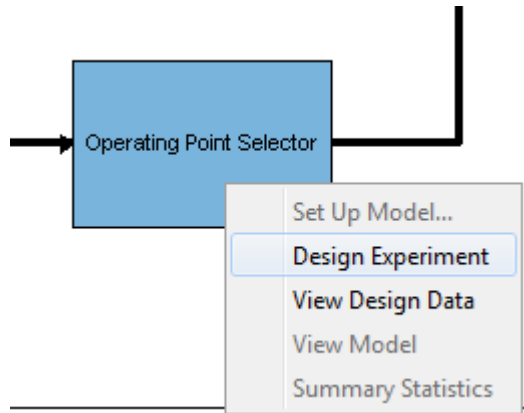 Operating Point Selector
Set Up Model...
Design Experiment
View Design Data
View Model
Summary Statistics